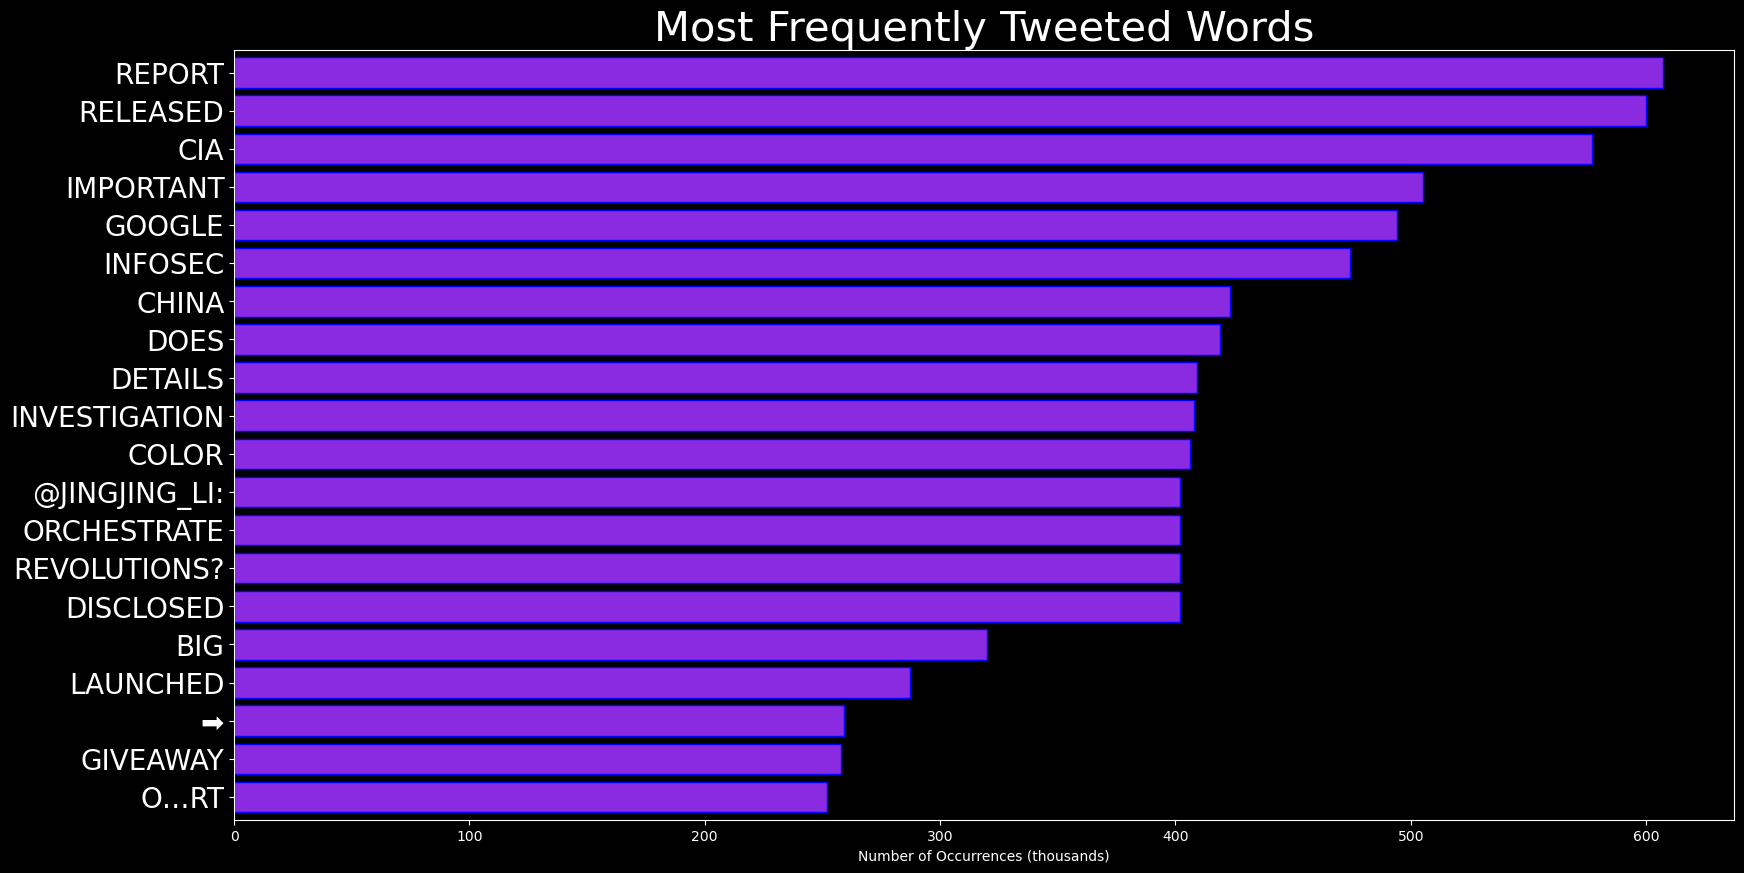 Most Frequently Tweeted Words
REPORT
RELEASED
CIA
IMPORTANT
GOOGLE
INFOSEC
CHINA
DOES
DETAILS
INVESTIGATION
COLOR
@JINGJING_LI:
ORCHESTRATE
REVOLUTIONS?
DISCLOSED
BIG
LAUNCHED
➡
GIVEAWAY
O…RT
0 100 200 300 400 500 600
Number of Occurrences (thousands)